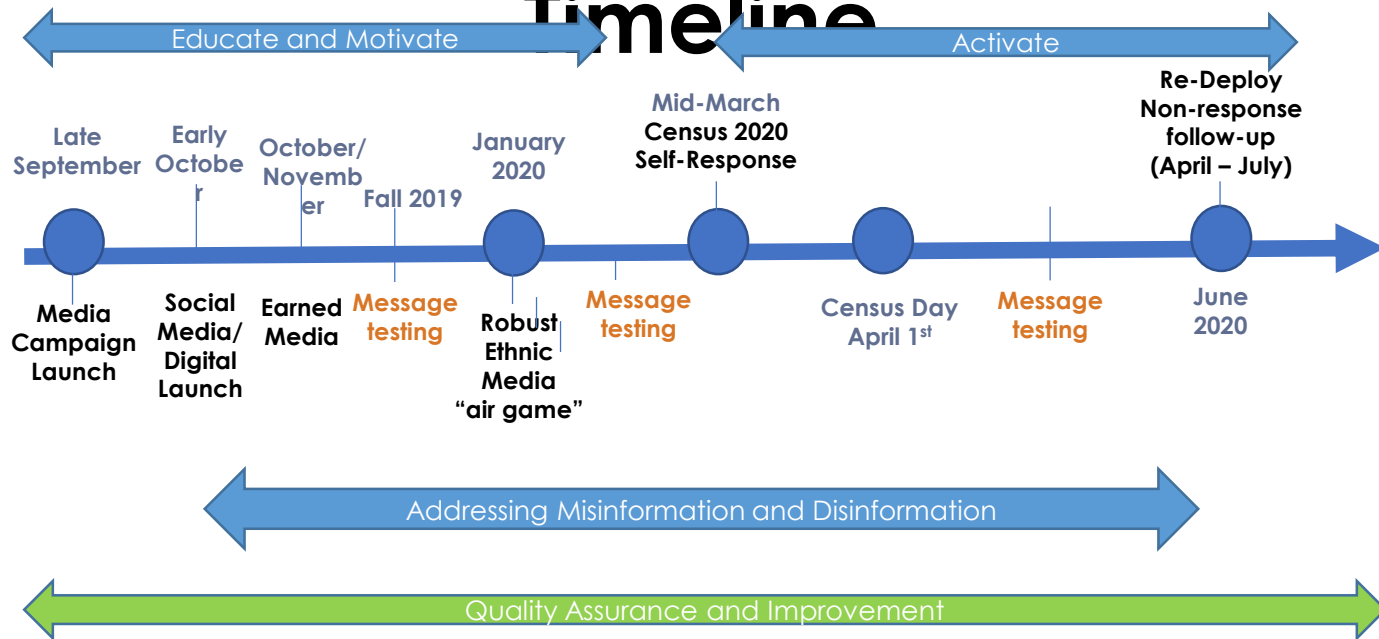 Timeline
Educate and Motivate
Activate
Late
September
Early
Octobe
r
October/
Novemb
er
Fall 2019
January
2020
Mid-March
Census 2020
Self-Response
Re-Deploy
Non-response
follow-up
(April – July)
Media
Campaign
Launch
Social
Media/
Digital
Launch
Earned
Media
Message
testing
Robust
Ethnic
Media
“air game”
Message
testing
Census Day
April 1st
Message
testing
June
2020
Addressing Misinformation and Disinformation
Quality Assurance and Improvement